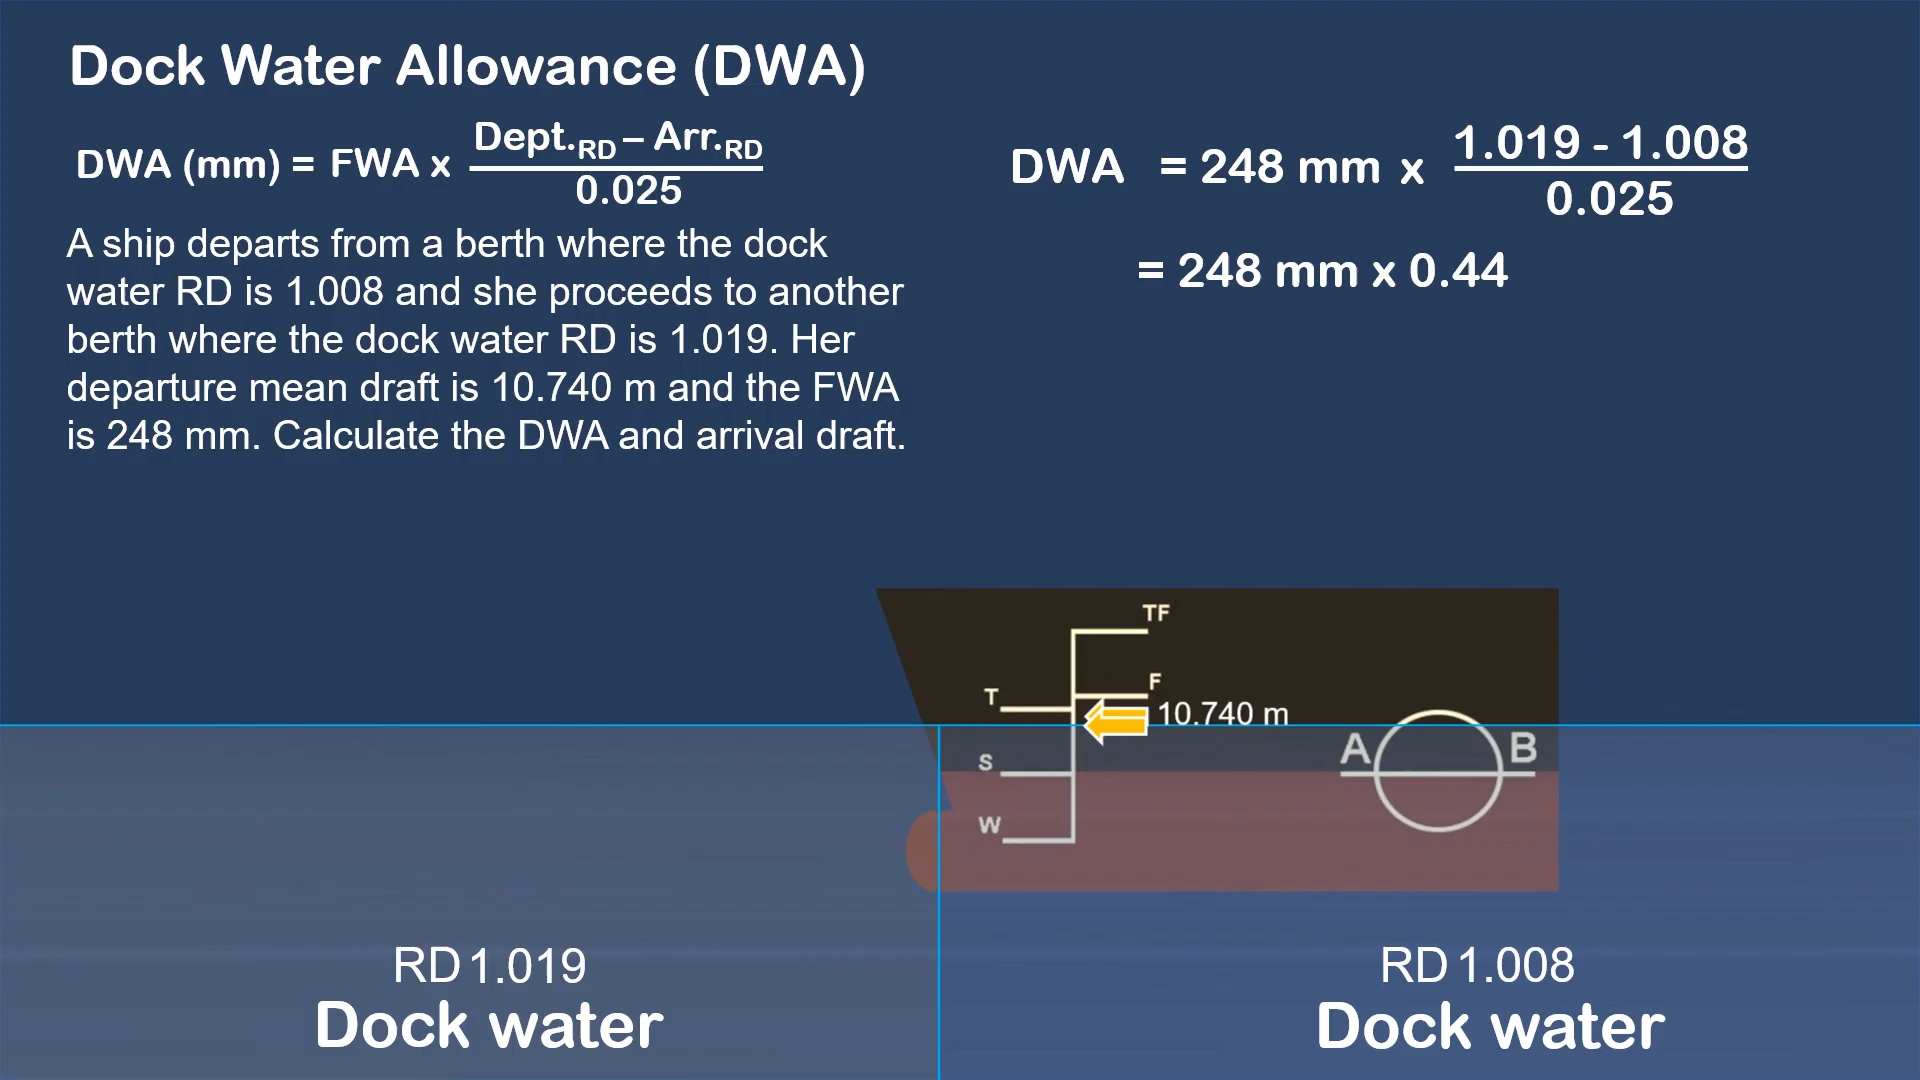 Dock Water Allowance (DWA)
DWA (mm) = FWA x Dept.RD – Arr.RD
0.025
A ship departs from a berth where the dock
water RD is 1.008 and she proceeds to another
berth where the dock water RD is 1.019. Her
departure mean draft is 10.740 m and the FWA
is 248 mm. Calculate the DWA and arrival draft.
DWA = 248 mm x 1.019 - 1.008
0.025
= 248 mm x 0.44
TF
F
T
10.740 m
S
A B
W
RD 1.019
Dock water
RD 1.008
Dock water